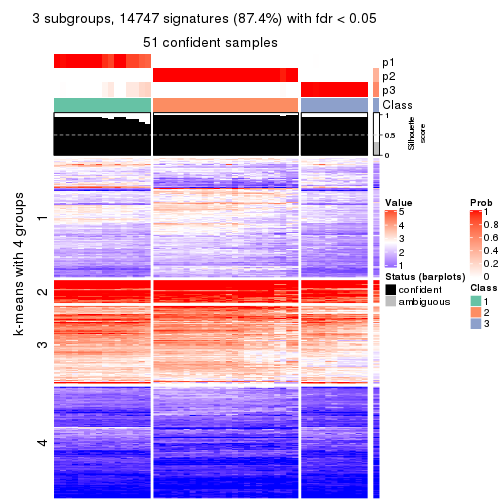 3 subgroups, 14747 signatures (87.4%) with fdr < 0.05
51 confident samples
p1
p2
p3
Class
1
0.5
0
Silhouette
score
k-means with 4 groups
1
2
3
4
Value
5
4
3
2
1
Status (barplots)
confident
ambiguous
Prob
1
0.8
0.6
0.4
0.2
0
Class
1
2
3